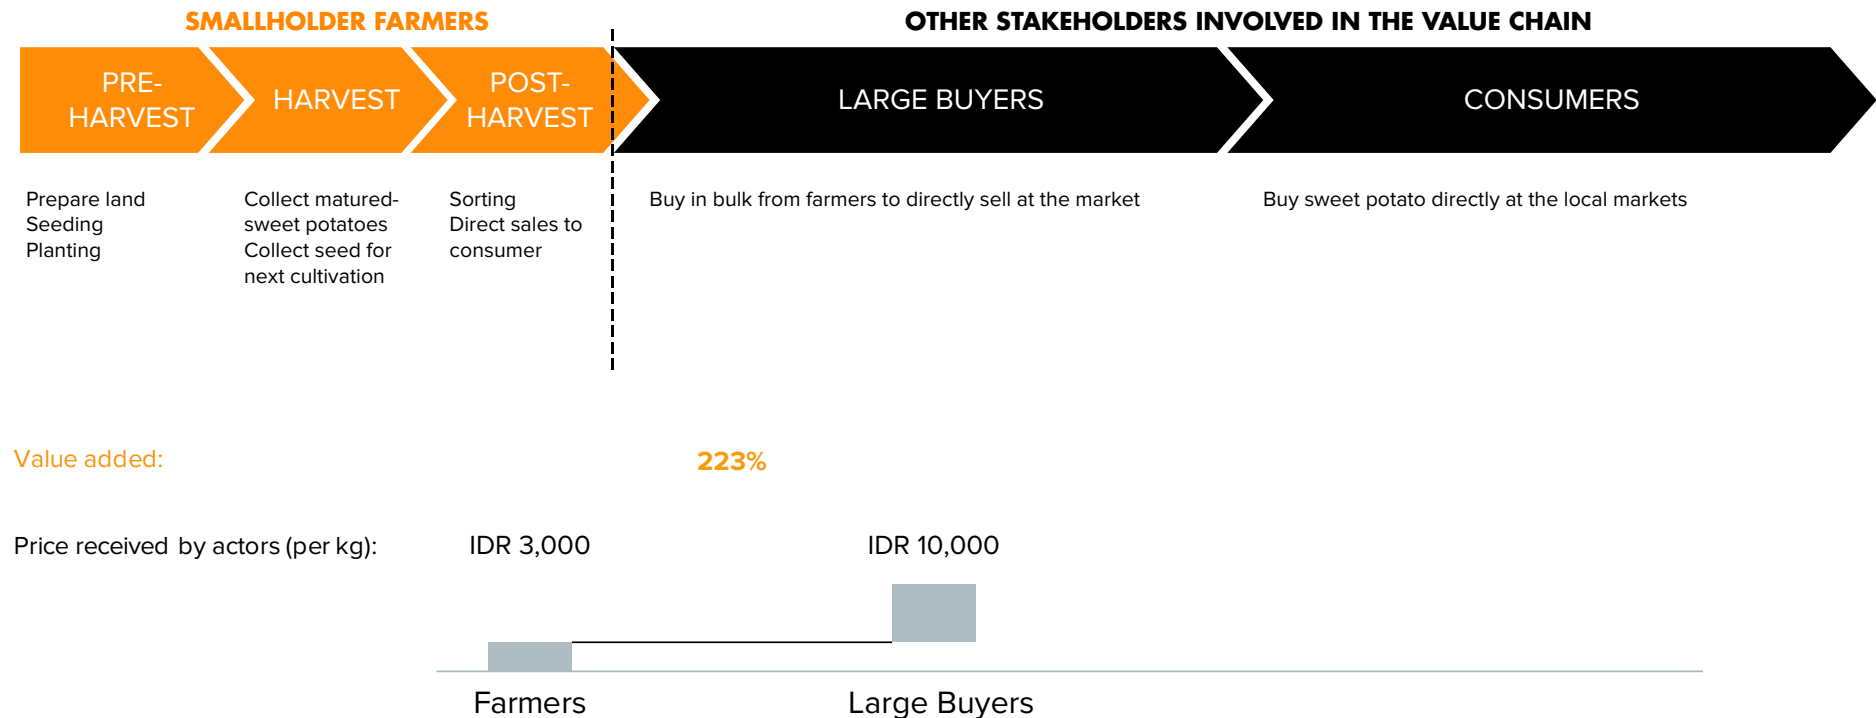 SMALLHOLDER FARMERS
OTHER STAKEHOLDERS INVOLVED IN THE VALUE CHAIN
PRE-
HARVEST
HARVEST
POST-
HARVEST
LARGE BUYERS
CONSUMERS
Prepare land
Seeding
Planting
Collect matured-
sweet potatoes
Collect seed for
next cultivation
Sorting
Direct sales to
consumer
Buy in bulk from farmers to directly sell at the market
Buy sweet potato directly at the local markets
Value added:
223%
Price received by actors (per kg):
IDR 3,000
IDR 10,000
Farmers
Large Buyers